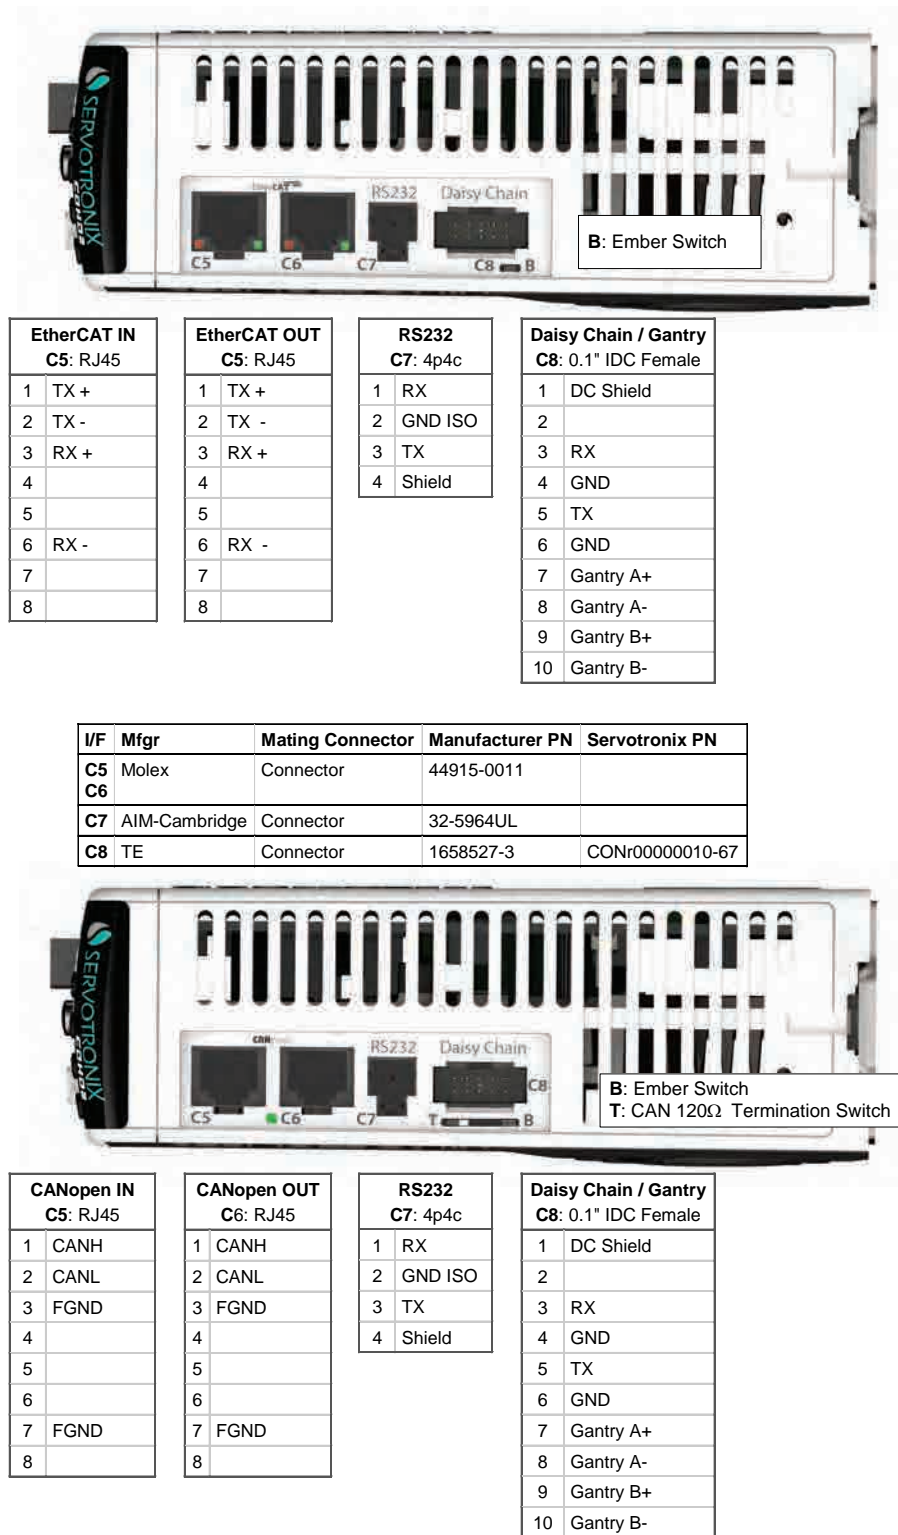 SERVOTRONIX
CDHD2
EtherCAT
RS232 Daisy Chain
C5 C6 C7 C8 B
B: Ember Switch
EtherCAT IN
C5: RJ45
1 TX +
2 TX -
3 RX +
4
5
6 RX -
7
8
EtherCAT OUT
C5: RJ45
1 TX +
2 TX -
3 RX +
4
5
6 RX -
7
8
RS232
C7: 4p4c
1 RX
2 GND ISO
3 TX
4 Shield
Daisy Chain / Gantry
C8: 0.1" IDC Female
1 DC Shield
2
3 RX
4 GND
5 TX
6 GND
7 Gantry A+
8 Gantry A-
9 Gantry B+
10 Gantry B-
I/F Mfgr Mating Connector Manufacturer PN Servotronix PN
C5 Molex Connector 44915-0011
C6
C7 AIM-Cambridge Connector 32-5964UL
C8 TE Connector 1658527-3 CONr00000010-67
SERVOTRONIX
CDHD2
CAN
RS232 Daisy Chain
C8
C5 C6 C7 T B
B: Ember Switch
T: CAN 120Ω Termination Switch
CANopen IN
C5: RJ45
1 CANH
2 CANL
3 FGND
4
5
6
7 FGND
8
CANopen OUT
C6: RJ45
1 CANH
2 CANL
3 FGND
4
5
6
7 FGND
8
RS232
C7: 4p4c
1 RX
2 GND ISO
3 TX
4 Shield
Daisy Chain / Gantry
C8: 0.1" IDC Female
1 DC Shield
2
3 RX
4 GND
5 TX
6 GND
7 Gantry A+
8 Gantry A-
9 Gantry B+
10 Gantry B-